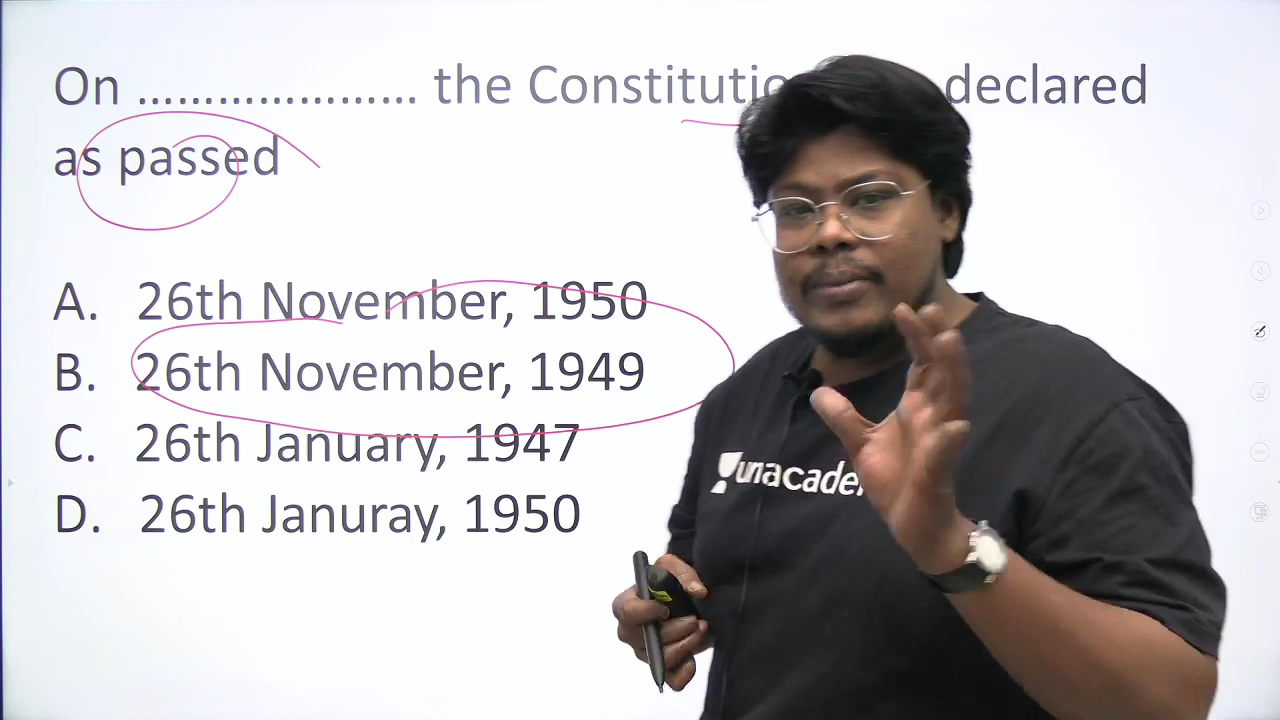 On ..................... the Constitutio declared
as passed
A. 26th November, 1950
B. 26th November, 1949
C. 26th January, 1947
D. 26th Januray, 1950
unacade